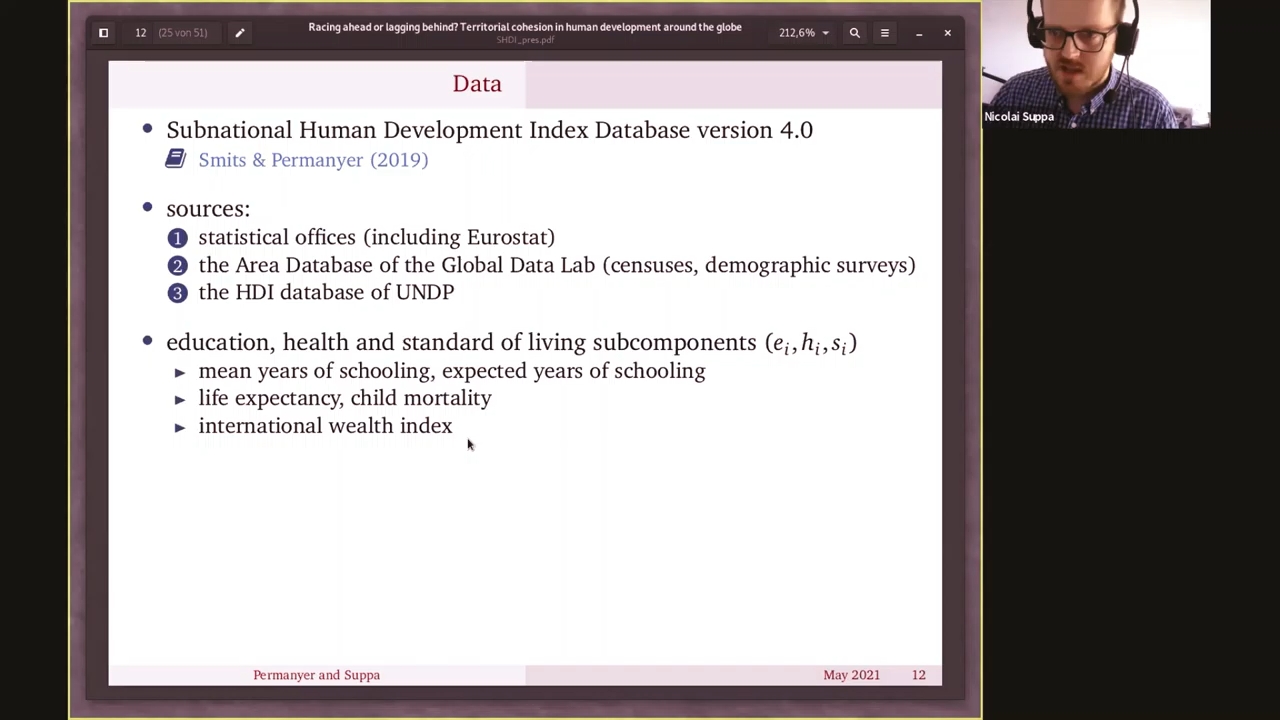 12 (25 von 51)
Racing ahead or lagging behind? Territorial cohesion in human development around the globe
SHDI_pres.pdf
212,6%
Nicolai Suppa
Data
• Subnational Human Development Index Database version 4.0
Smits & Permanyer (2019)
• sources:
1 statistical offices (including Eurostat)
2 the Area Database of the Global Data Lab (censuses, demographic surveys)
3 the HDI database of UNDP
• education, health and standard of living subcomponents (eᵢ, hᵢ, sᵢ)
► mean years of schooling, expected years of schooling
► life expectancy, child mortality
► international wealth index
Permanyer and Suppa May 2021 12